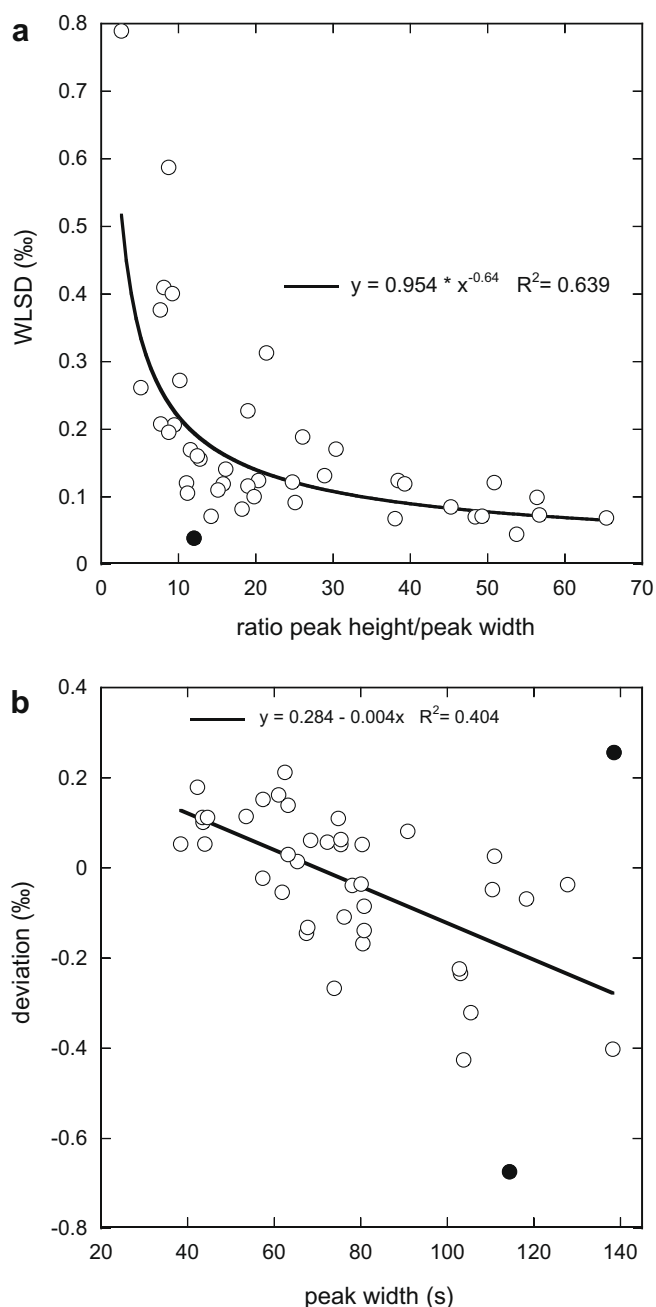 a
0.8
0.7
0.6
0.5
0.4
0.3
0.2
0.1
0
WLSD (‰)
y = 0.954 * x^-0.64 R²= 0.639
0 10 20 30 40 50 60 70
ratio peak height/peak width
b
0.4
0.2
0
-0.2
-0.4
-0.6
-0.8
deviation (‰)
y = 0.284 - 0.004x R²= 0.404
20 40 60 80 100 120 140
peak width (s)